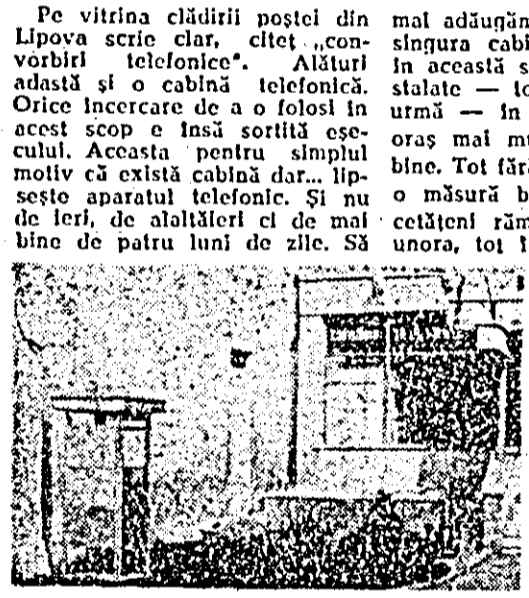 Pe vitrina clădirii poștei din
Lipova scrie clar, citeț „con-
vorbiri telefonice“. Alături
adastă și o cabină telefonică.
Orice încercare de a o folosi în
acest scop e însă sortită eșe-
cului. Aceasta pentru simplul
motiv că există cabină dar... lip-
sește aparatul telefonic. Și nu
de ieri, de alaltăieri ci de mai
bine de patru luni de zile. Să
mai adăugăm
singura cabi
în această s
stalate — lo
urmă — în
oraș mai mu
bine. Tot fără
o măsură b
cetățeni răm
unora, tot î